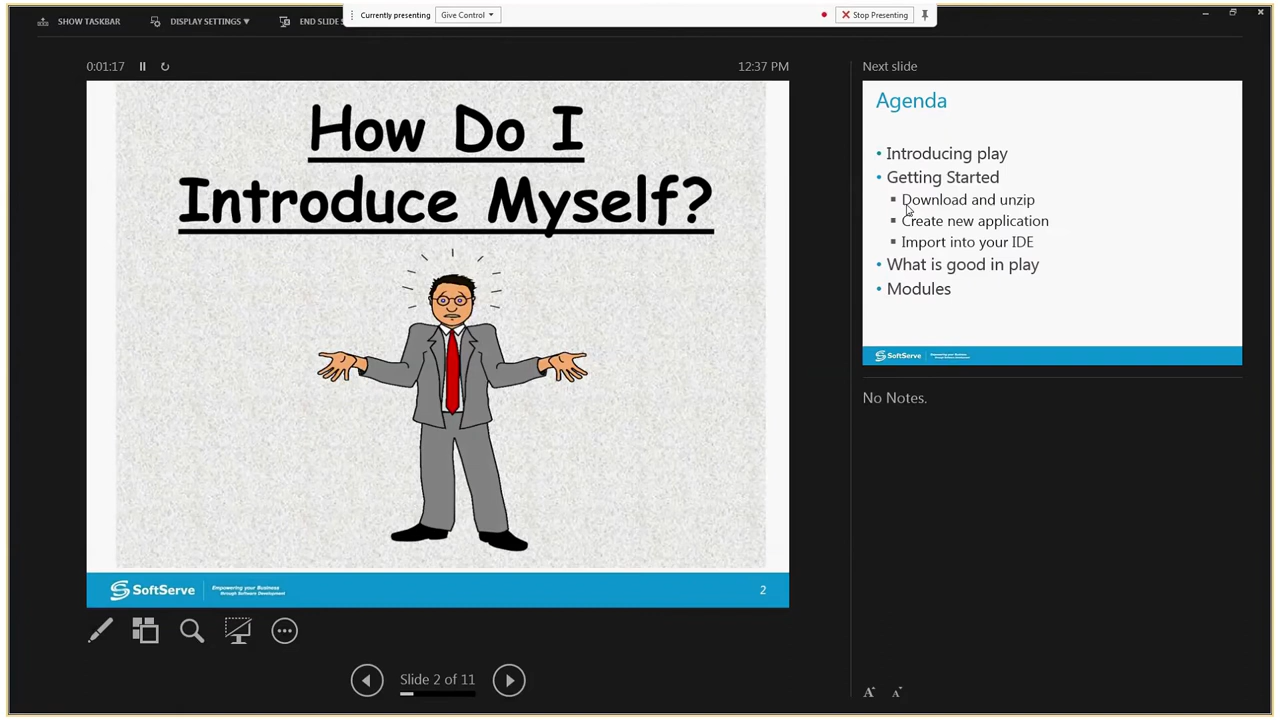 SHOW TASKBAR
DISPLAY SETTINGS ▼
END SLIDE S
Currently presenting
Give Control
Stop Presenting
0:01:17
12:37 PM
How Do I
Introduce Myself?
SoftServe
Empowering your Business
through Software Development
2
Slide 2 of 11
Next slide
Agenda
• Introducing play
• Getting Started
▪ Download and unzip
▪ Create new application
▪ Import into your IDE
• What is good in play
• Modules
SoftServe
No Notes.
A
A